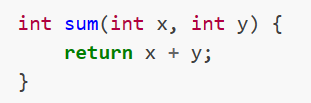 int sum(int x, int y) {
    return x + y;
}